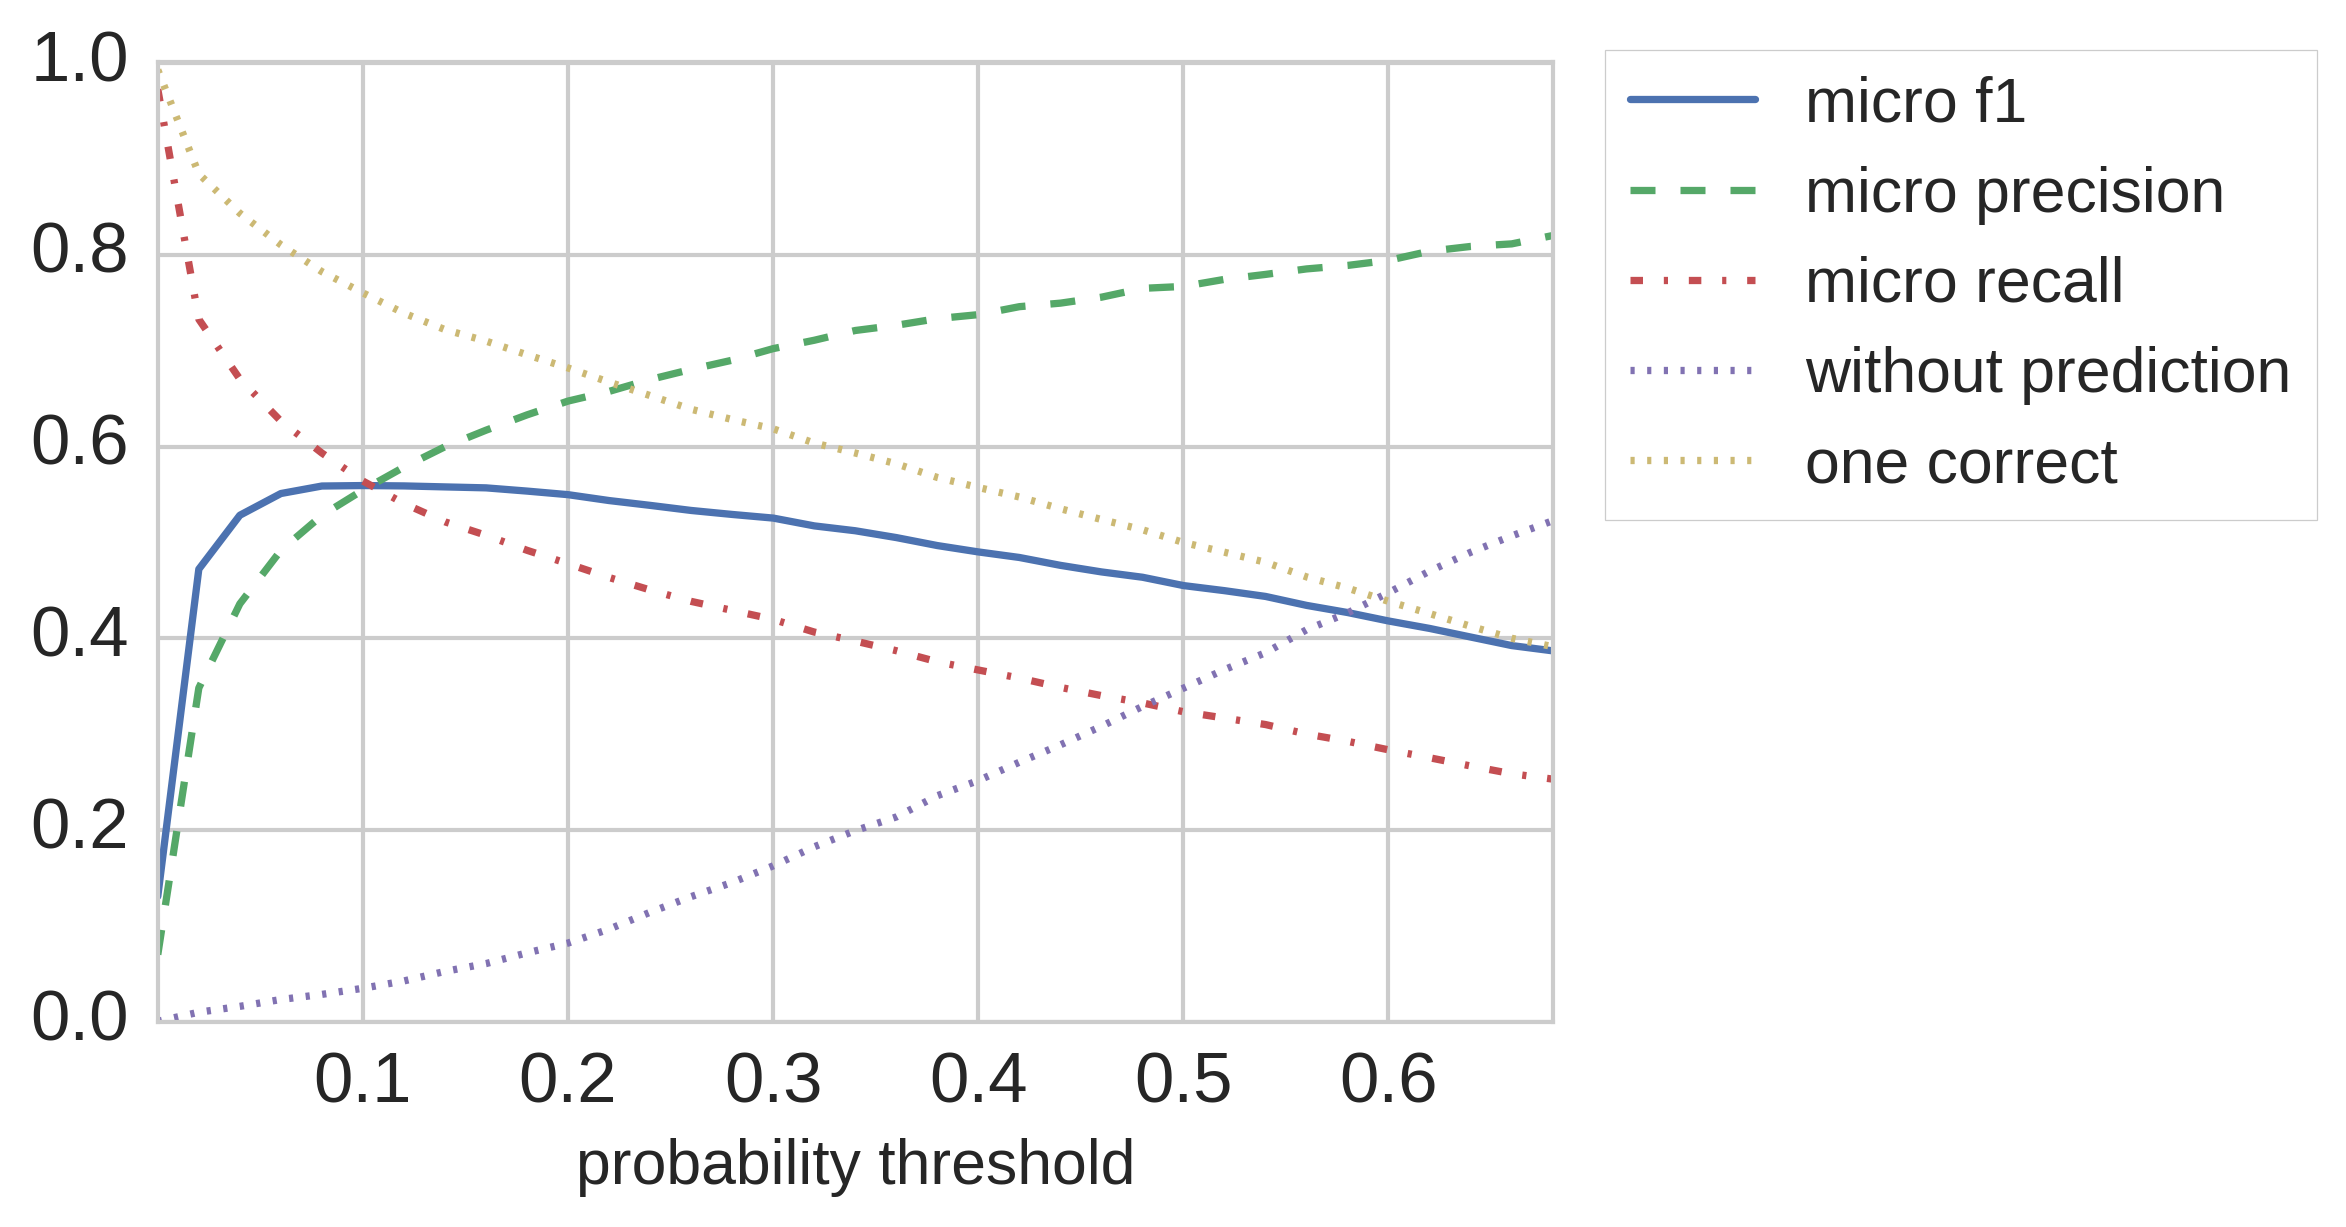 1.0
0.8
0.6
0.4
0.2
0.0
0.1 0.2 0.3 0.4 0.5 0.6
probability threshold
micro f1
micro precision
micro recall
without prediction
one correct